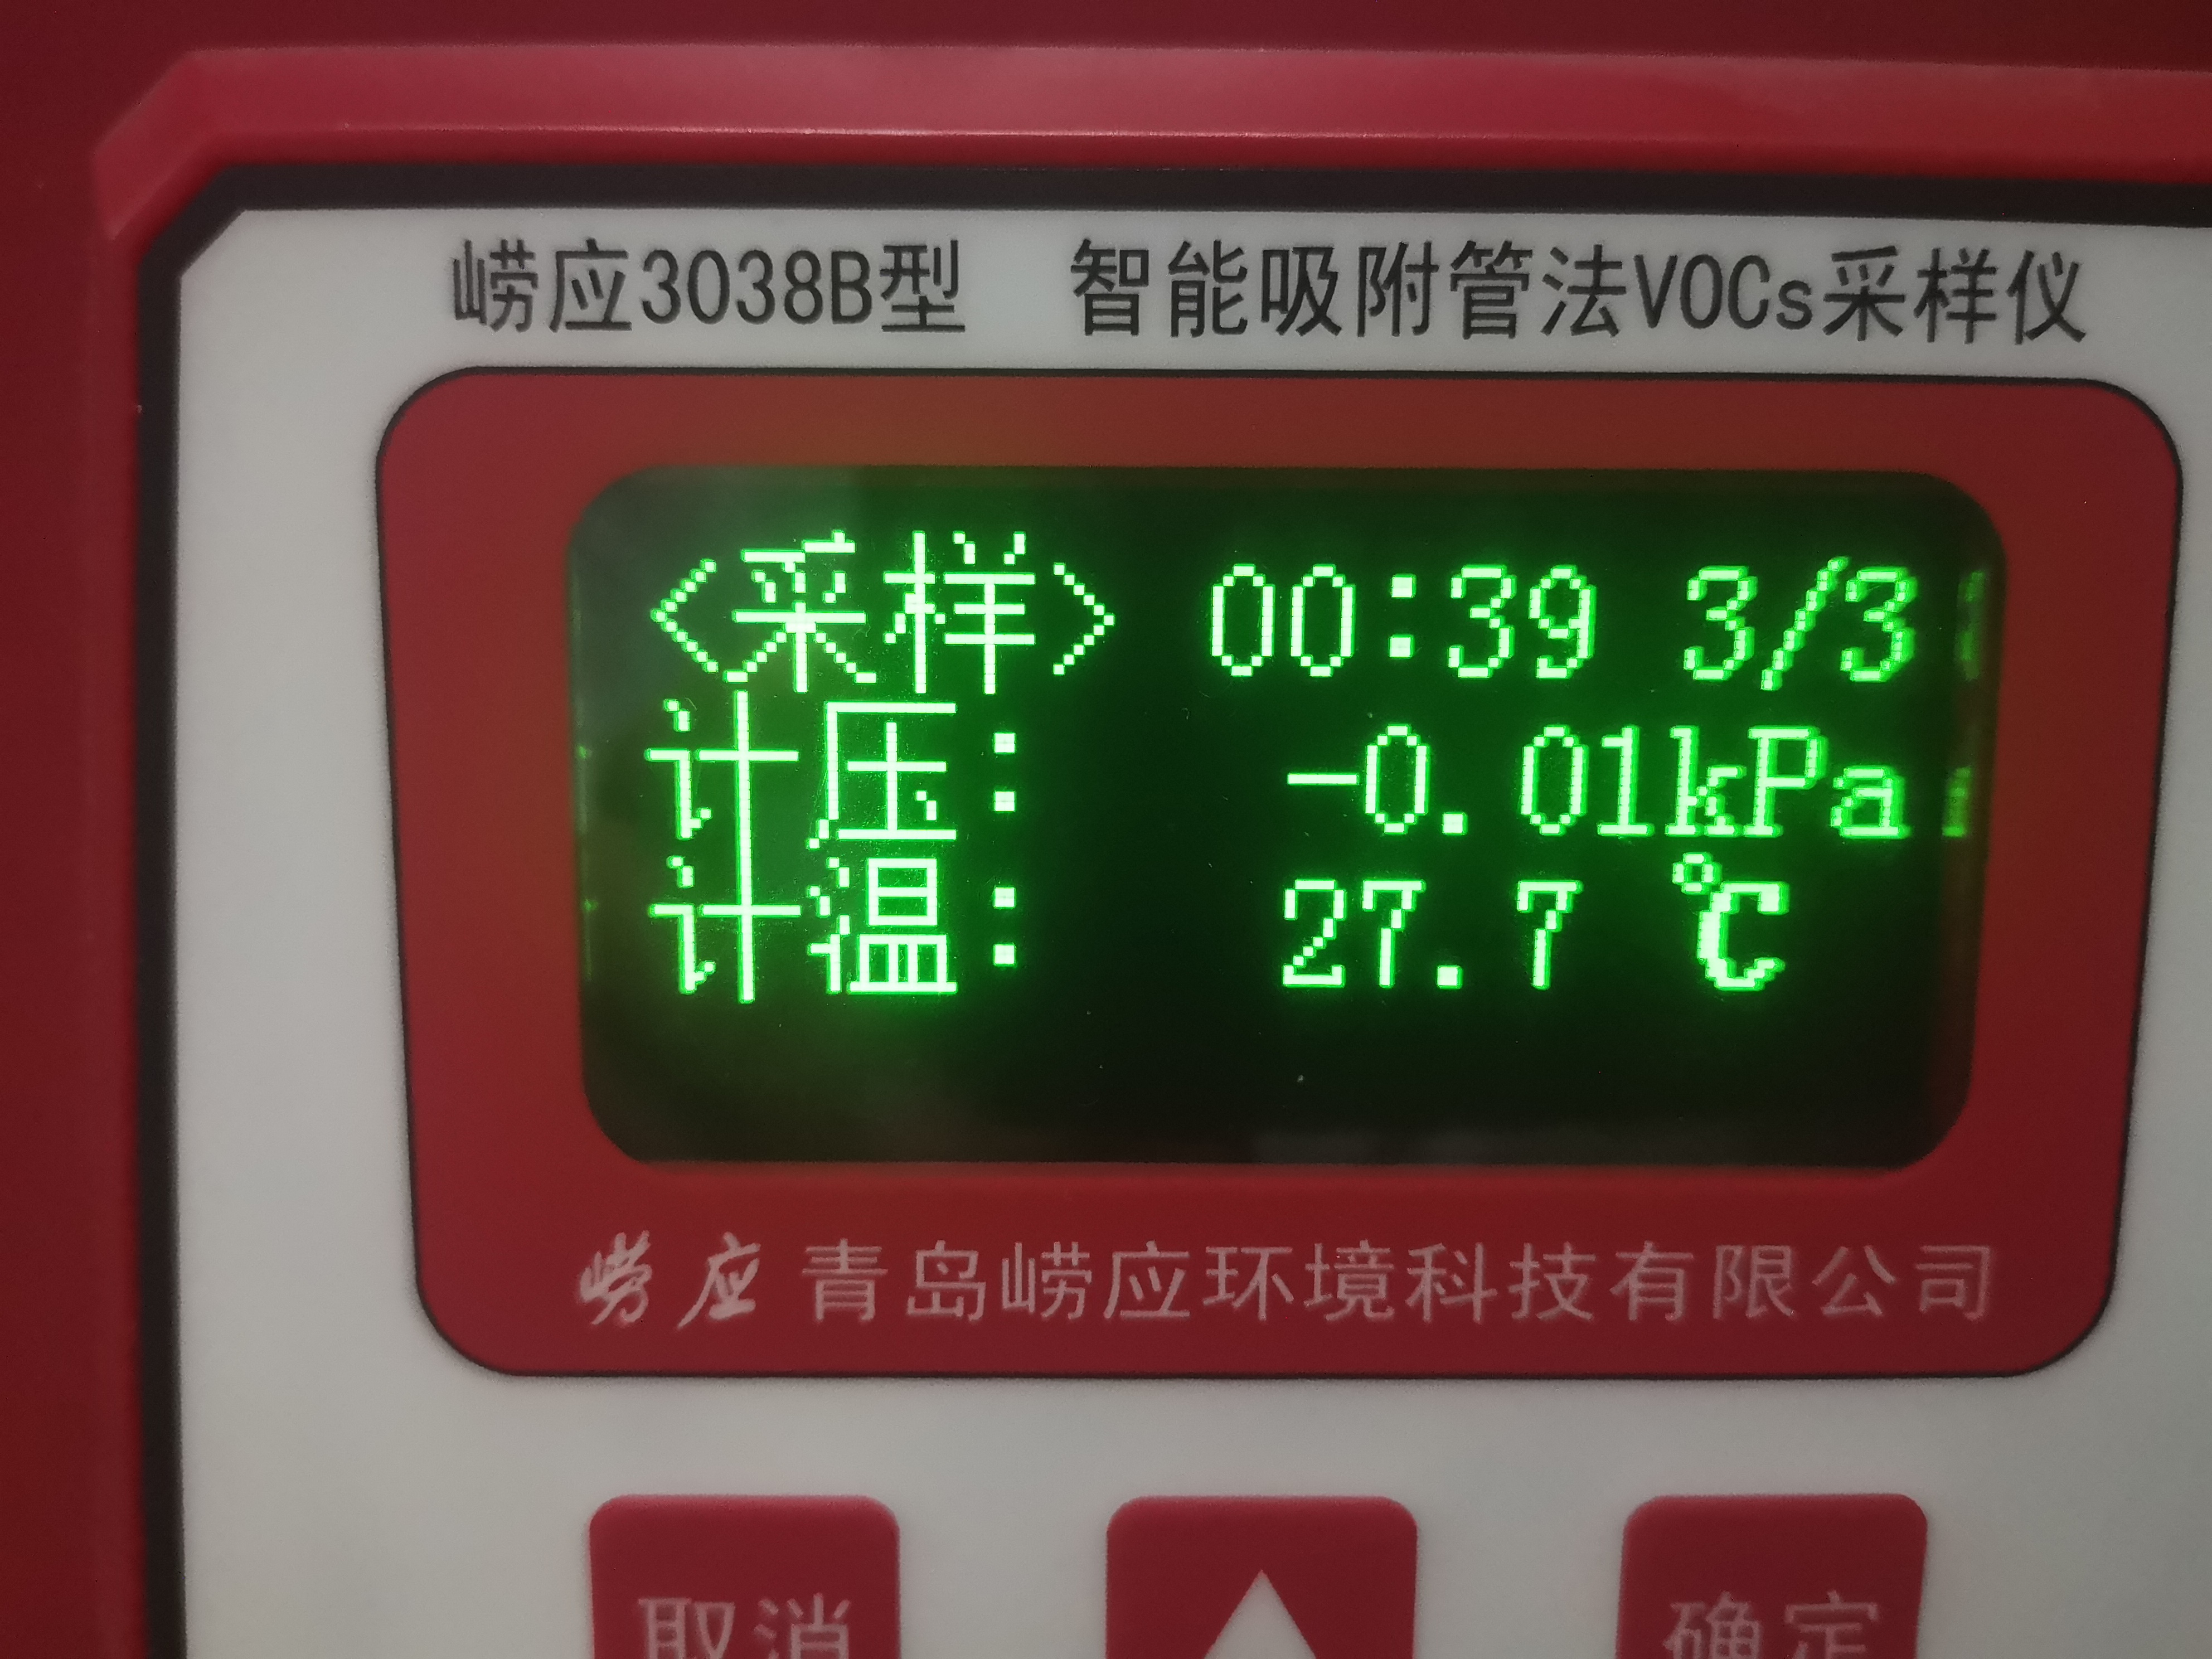 崂应3038B型 智能吸附管法VOCs采样仪
<采样> 00:39 3/3
计压: -0.01kPa
计温: 27.7 ℃
崂应 青岛崂应环境科技有限公司
取消 确定